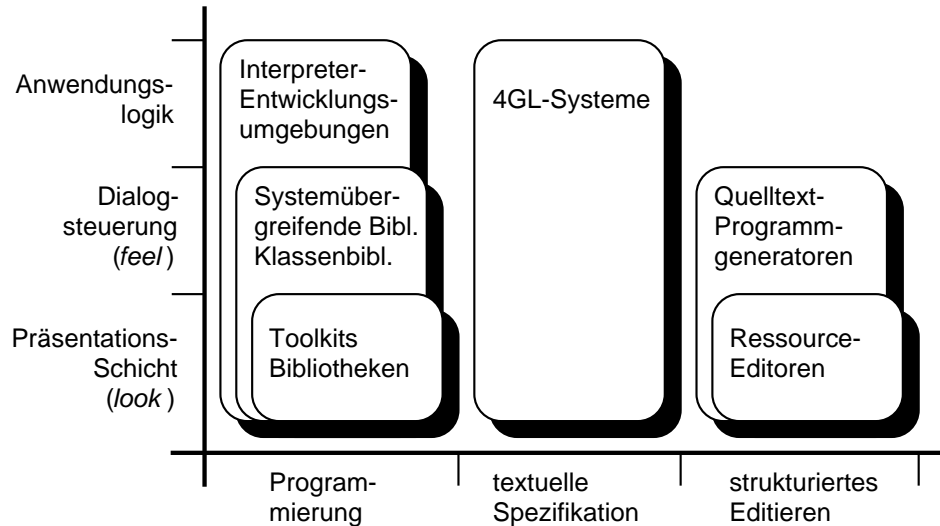 Anwendungs-
logik
Dialog-
steuerung
(feel)
Präsentations-
Schicht
(look)
Interpreter-
Entwicklungs-
umgebungen
Systemüber-
greifende Bibl.
Klassenbibl.
Toolkits
Bibliotheken
4GL-Systeme
Quelltext-
Programm-
generatoren
Ressource-
Editoren
Program-
mierung
textuelle
Spezifikation
strukturiertes
Editieren